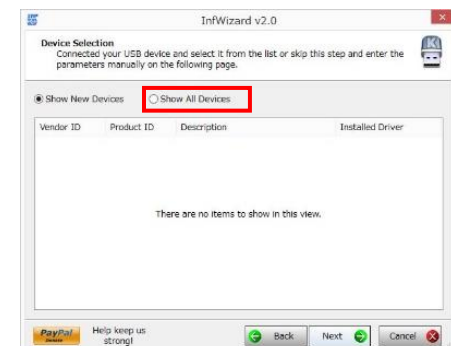 InfWizard v2.0
Device Selection
Connected your USB device and select it from the list or skip this step and enter the
parameters manually on the following page.
Show New Devices Show All Devices
Vendor ID Product ID Description Installed Driver
There are no items to show in this view.
PayPal Help keep us
strong!
Back Next Cancel